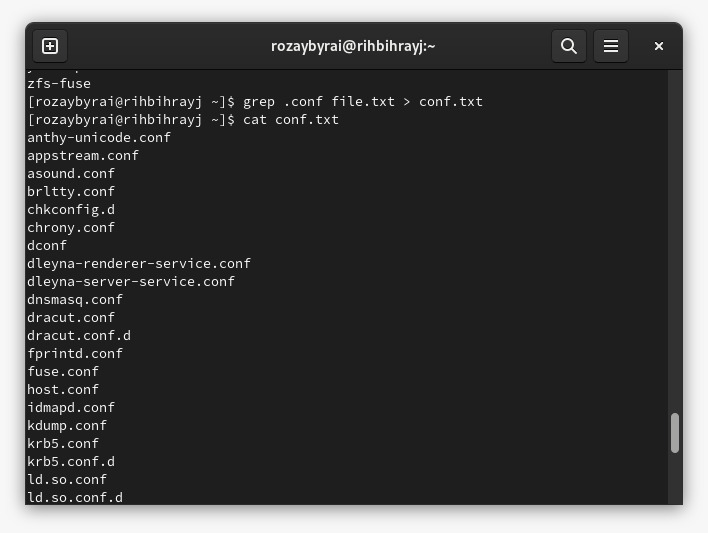 rozaybyrai@rihbihrayj:~
zfs-fuse
[rozaybyrai@rihbihrayj ~]$ grep .conf file.txt > conf.txt
[rozaybyrai@rihbihrayj ~]$ cat conf.txt
anthy-unicode.conf
appstream.conf
asound.conf
brltty.conf
chkconfig.d
chrony.conf
dconf
dleyna-renderer-service.conf
dleyna-server-service.conf
dnsmasq.conf
dracut.conf
dracut.conf.d
fprintd.conf
fuse.conf
host.conf
idmapd.conf
kdump.conf
krb5.conf
krb5.conf.d
ld.so.conf
ld.so.conf.d